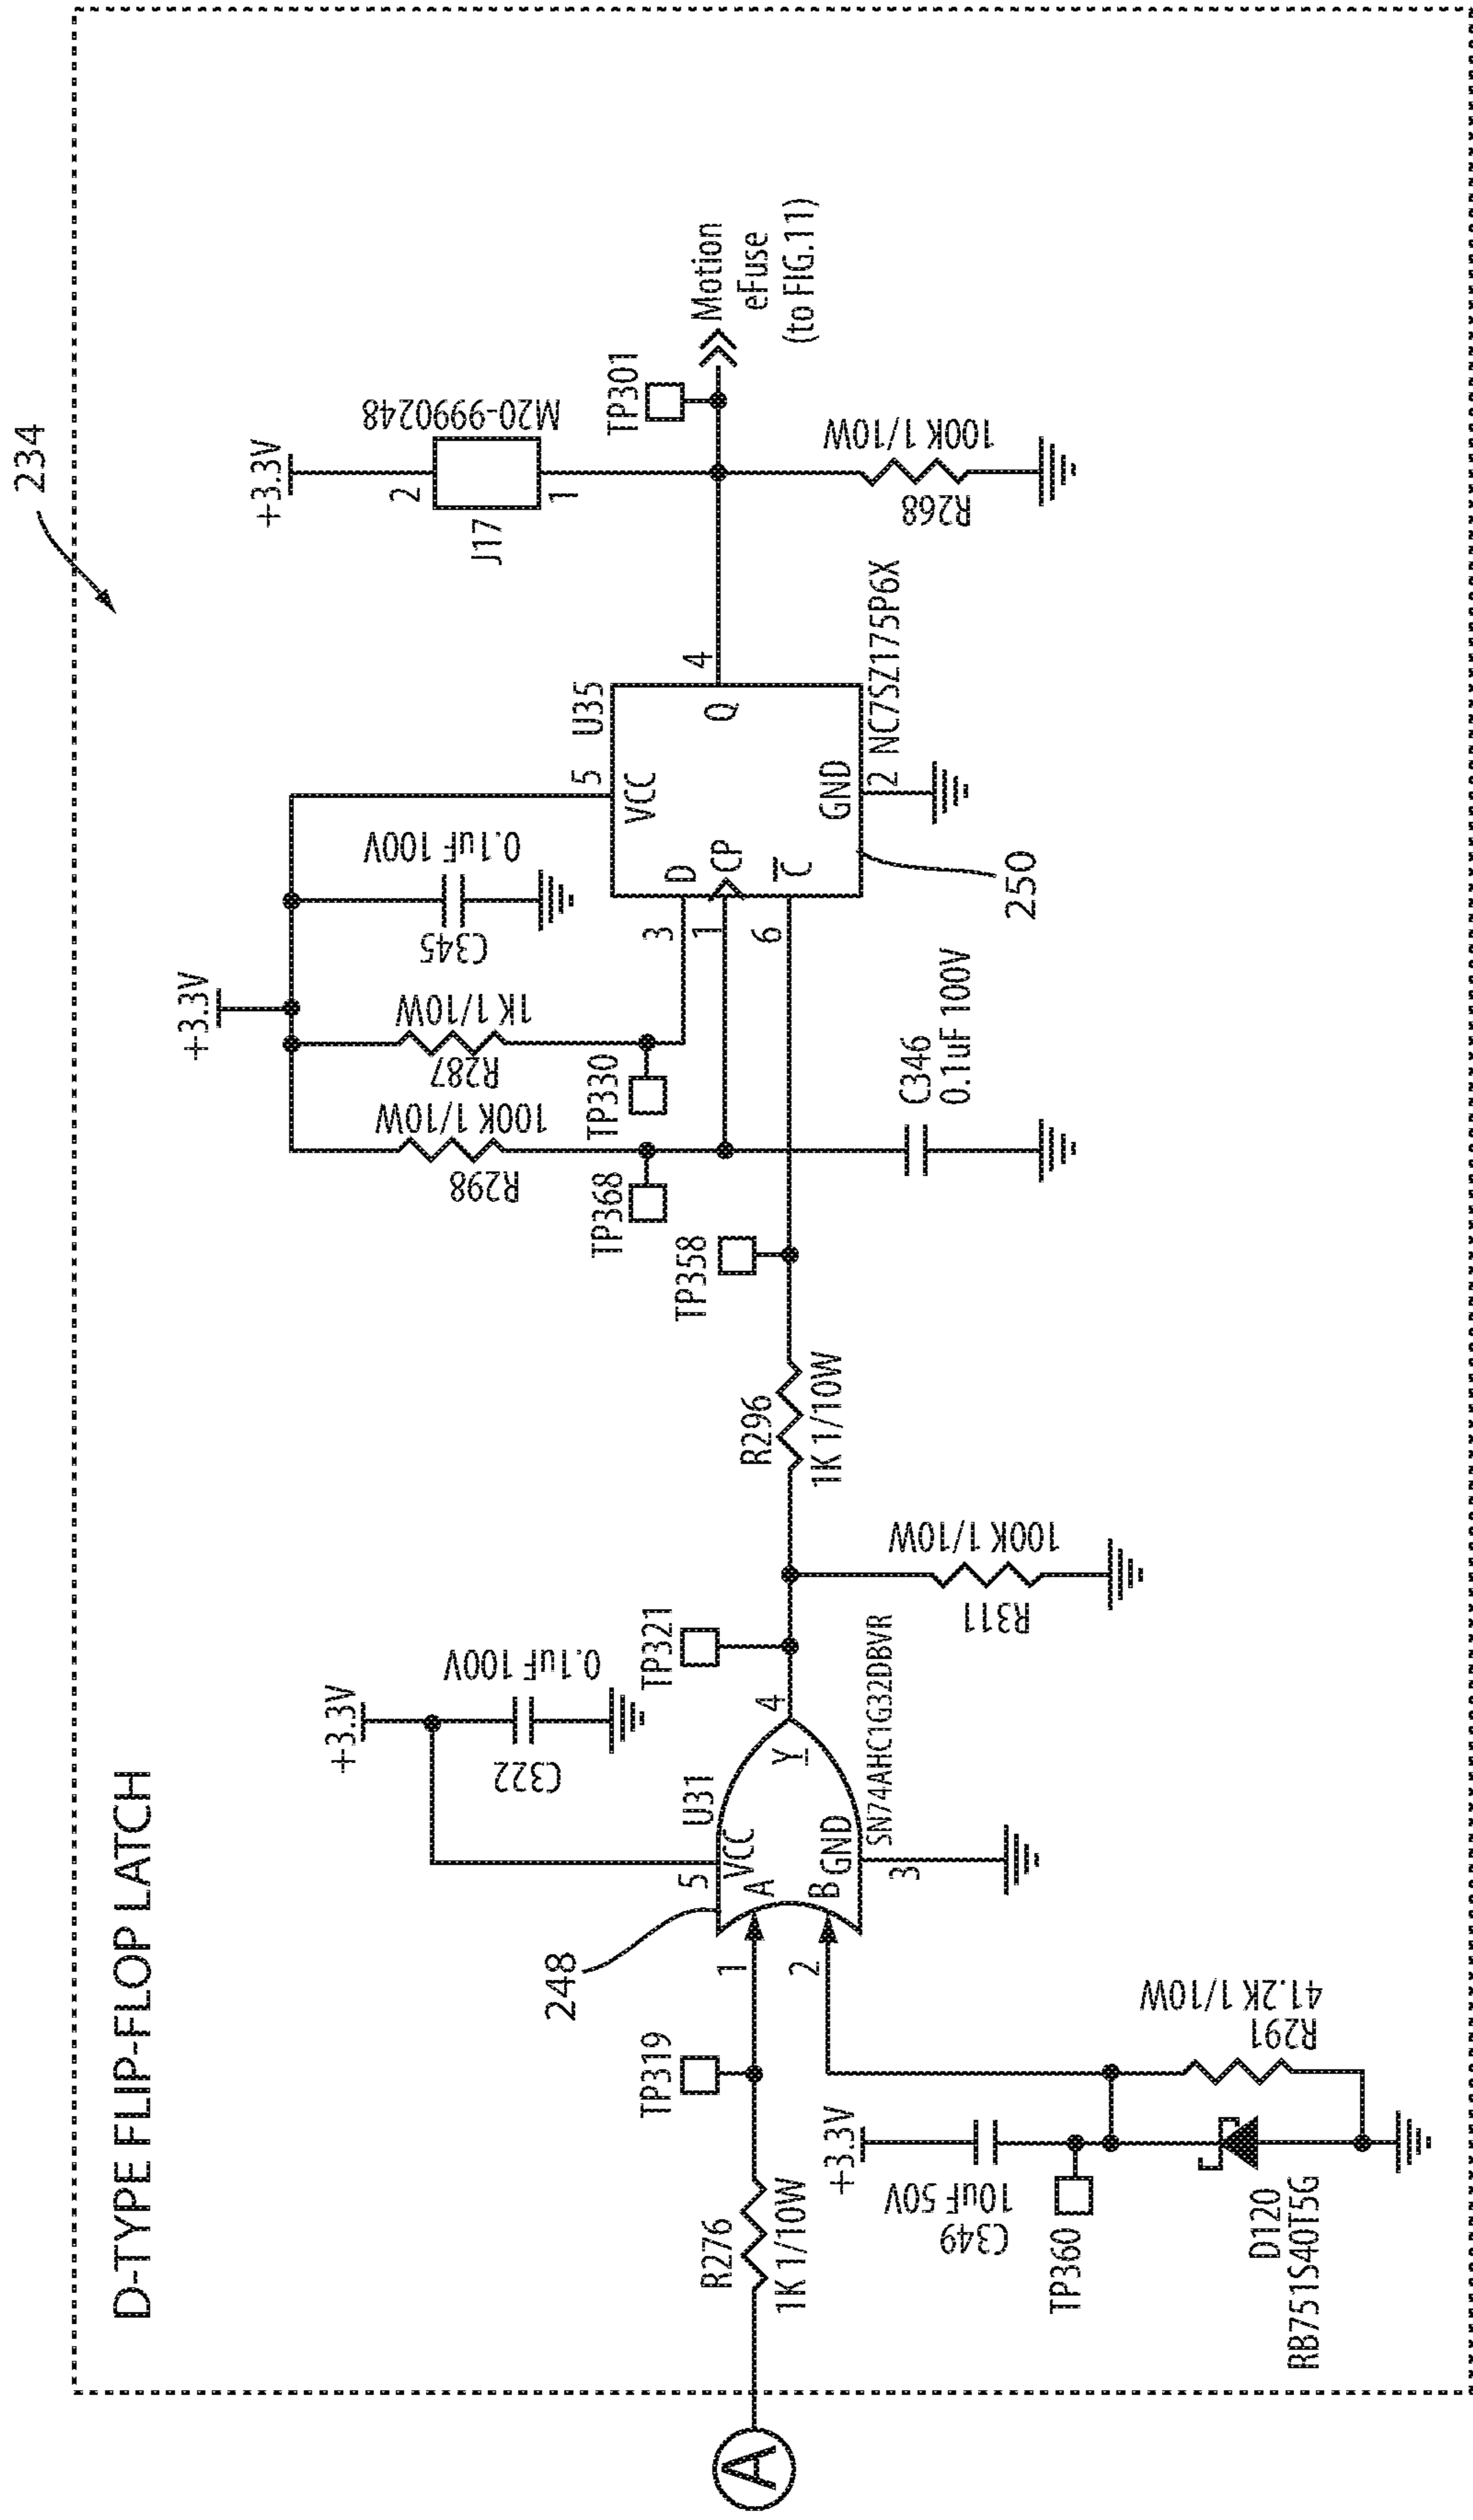 234
D-TYPE FLIP-FLOP LATCH
A
R276
1K 1/10W
TP319
248
1
2
5
VCC
A
B
GND
3
Y
4
U31
SN74AHC1G32DBVR
+3.3V
C322
0.1uF 100V
TP321
+3.3V
C349
10uF 50V
TP360
D120
RB751S40T5G
R291
41.2K 1/10W
R311
100K 1/10W
R296
1K 1/10W
TP358
TP368
R298
100K 1/10W
TP330
R287
1K 1/10W
+3.3V
C345
0.1uF 100V
C346
0.1uF 100V
3
1
6
D
CP
C̅
5
VCC
U35
Q
4
GND
2
NC7SZ175P6X
250
+3.3V
2
J17
1
M20-9990248
TP301
R268
100K 1/10W
Motion
eFuse
(to FIG.11)